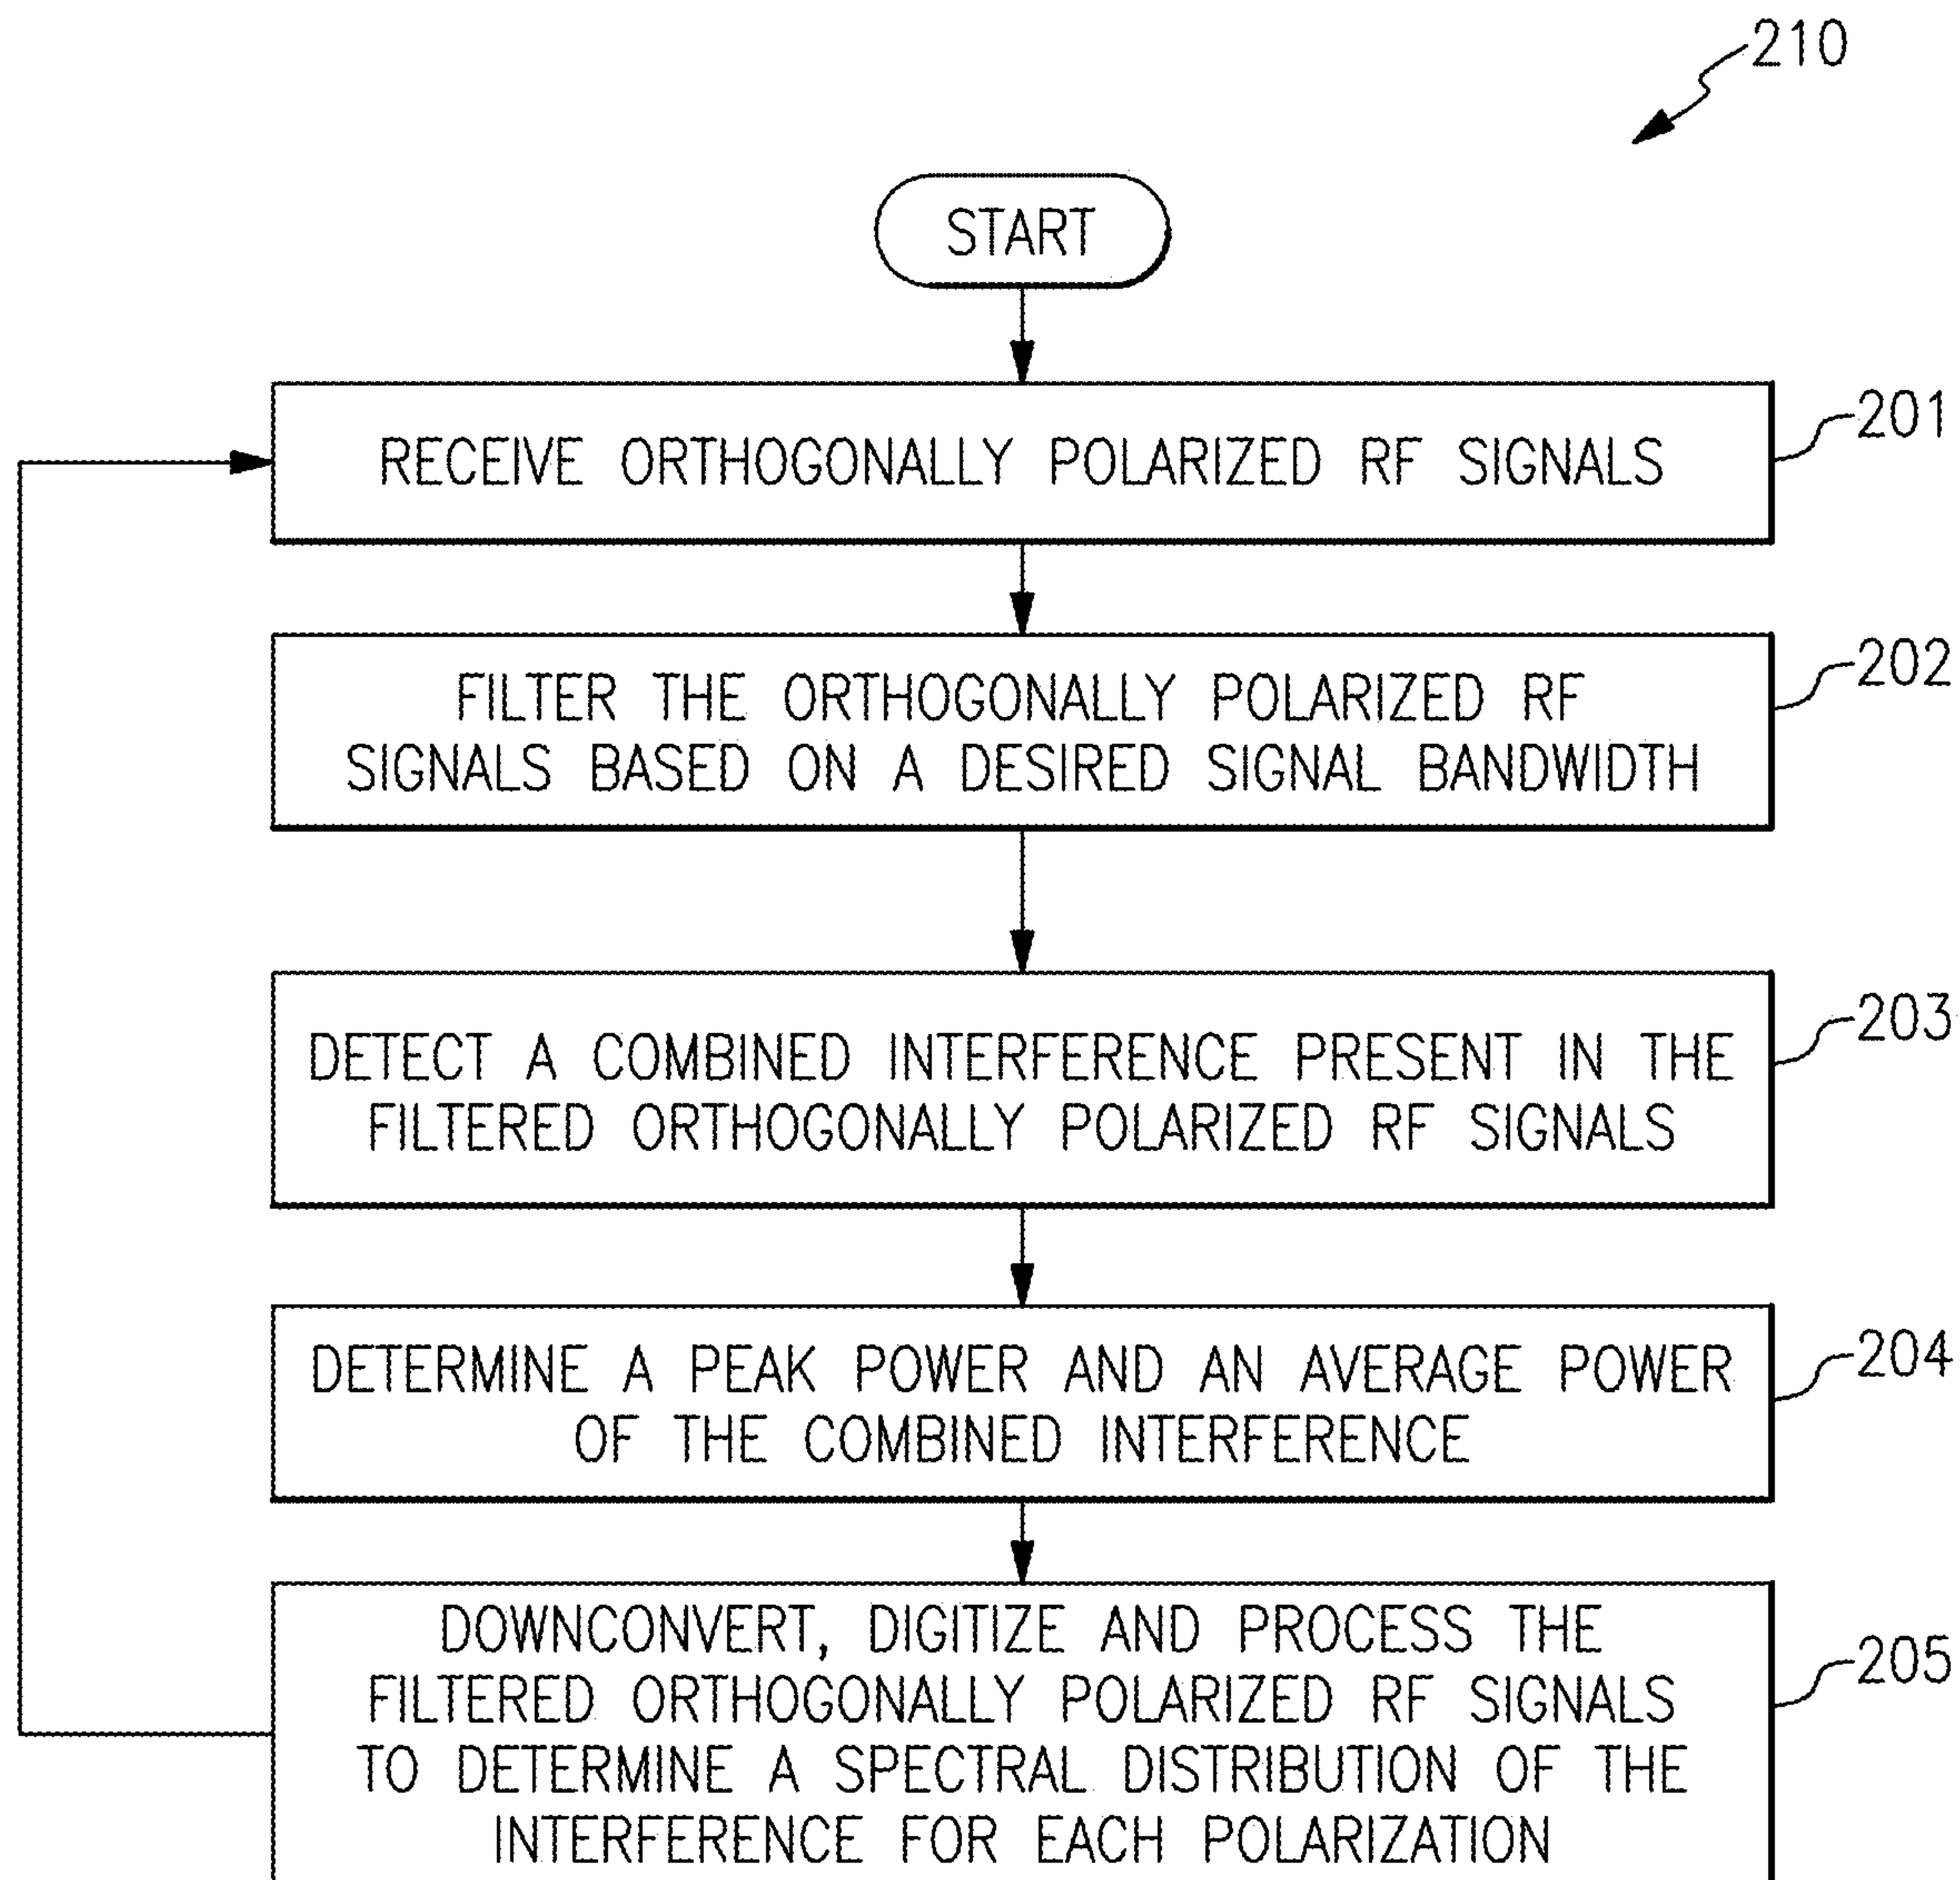 210
START
RECEIVE ORTHOGONALLY POLARIZED RF SIGNALS
201
FILTER THE ORTHOGONALLY POLARIZED RF
SIGNALS BASED ON A DESIRED SIGNAL BANDWIDTH
202
DETECT A COMBINED INTERFERENCE PRESENT IN THE
FILTERED ORTHOGONALLY POLARIZED RF SIGNALS
203
DETERMINE A PEAK POWER AND AN AVERAGE POWER
OF THE COMBINED INTERFERENCE
204
DOWNCONVERT, DIGITIZE AND PROCESS THE
FILTERED ORTHOGONALLY POLARIZED RF SIGNALS
TO DETERMINE A SPECTRAL DISTRIBUTION OF THE
INTERFERENCE FOR EACH POLARIZATION
205